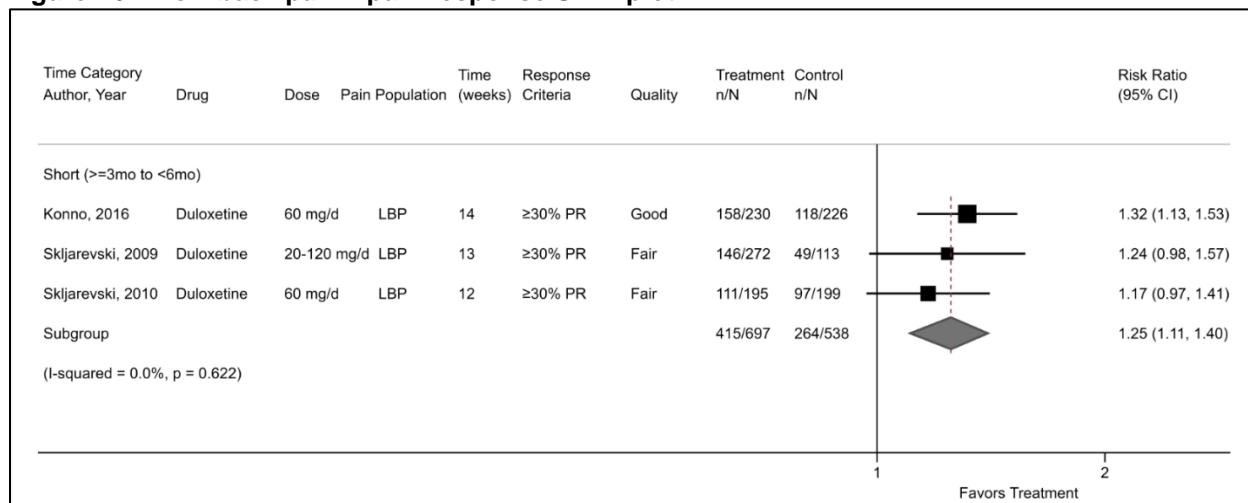 Time Category Time Response Treatment Control Risk Ratio
Author, Year Drug Dose Pain Population (weeks) Criteria Quality n/N n/N (95% CI)
Short (>=3mo to <6mo)
Konno, 2016 Duloxetine 60 mg/d LBP 14 ≥30% PR Good 158/230 118/226 1.32 (1.13, 1.53)
Skljarevski, 2009 Duloxetine 20-120 mg/d LBP 13 ≥30% PR Fair 146/272 49/113 1.24 (0.98, 1.57)
Skljarevski, 2010 Duloxetine 60 mg/d LBP 12 ≥30% PR Fair 111/195 97/199 1.17 (0.97, 1.41)
Subgroup 415/697 264/538 1.25 (1.11, 1.40)
(I-squared = 0.0%, p = 0.622)
1 2
Favors Treatment